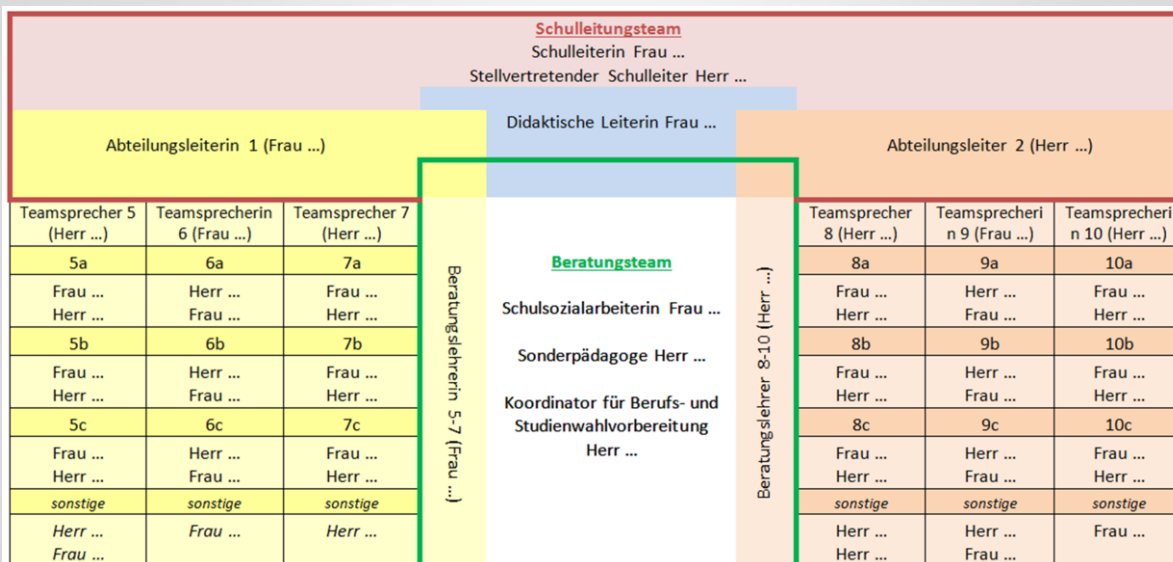 Schulleitungsteam
Schulleiterin Frau ...
Stellvertretender Schulleiter Herr ...
Didaktische Leiterin Frau ...
Abteilungsleiterin 1 (Frau ...)
Abteilungsleiter 2 (Herr ...)
Teamsprecher 5
(Herr ...)
Teamsprecherin
6 (Frau ...)
Teamsprecher 7
(Herr ...)
5a
6a
7a
Frau ...
Herr ...
Herr ...
Frau ...
Frau ...
Herr ...
5b
6b
7b
Frau ...
Herr ...
Herr ...
Frau ...
Frau ...
Herr ...
5c
6c
7c
Frau ...
Herr ...
Herr ...
Frau ...
Frau ...
Herr ...
sonstige
sonstige
sonstige
Herr ...
Frau ...
Frau ...
Herr ...
Beratungslehrerin 5-7 (Frau ...)
Beratungsteam
Schulsozialarbeiterin Frau ...
Sonderpädagoge Herr ...
Koordinator für Berufs- und
Studienwahlvorbereitung
Herr ...
Beratungslehrer 8-10 (Herr ...)
Teamsprecher
8 (Herr ...)
Teamsprecheri
n 9 (Frau ...)
Teamsprecheri
n 10 (Herr ...)
8a
9a
10a
Frau ...
Herr ...
Herr ...
Frau ...
Frau ...
Herr ...
8b
9b
10b
Frau ...
Herr ...
Herr ...
Frau ...
Frau ...
Herr ...
8c
9c
10c
Frau ...
Herr ...
Herr ...
Frau ...
Frau ...
Herr ...
sonstige
sonstige
sonstige
Herr ...
Herr ...
Herr ...
Frau ...
Frau ...